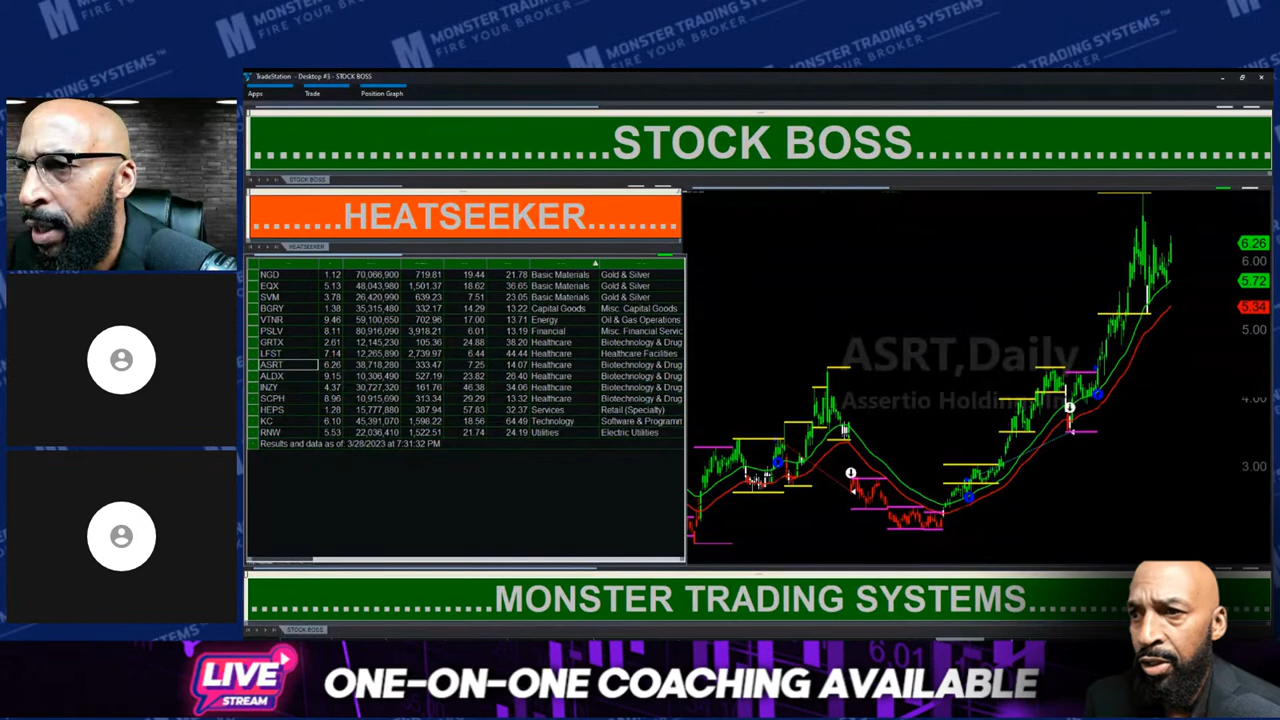 MONSTER TRADING SYSTEMS™
FIRE YOUR BROKER
TradeStation - Desktop #3 - STOCK BOSS
Apps Trade Position Graph
STOCK BOSS
STOCK BOSS
HEATSEEKER
HEATSEEKER
NGD 1.12 70,066,900 719.81 19.44 21.78 Basic Materials Gold & Silver
EQX 5.13 48,043,980 1,501.37 18.62 36.65 Basic Materials Gold & Silver
SVM 3.78 26,420,990 639.23 7.51 23.05 Basic Materials Gold & Silver
BGRY 1.38 35,315,480 332.17 14.29 13.22 Capital Goods Misc. Capital Goods
VTNR 9.46 59,100,650 702.96 17.00 13.71 Energy Oil & Gas Operations
PSLV 8.11 80,916,090 3,918.21 6.01 13.19 Financial Misc. Financial Servic
GRTX 2.61 12,145,230 105.36 24.88 38.20 Healthcare Biotechnology & Drug
LFST 7.14 12,265,890 2,739.97 6.44 44.44 Healthcare Healthcare Facilities
ASRT 6.26 38,718,280 333.47 7.25 14.07 Healthcare Biotechnology & Drug
ALDX 9.15 10,306,490 527.19 23.82 26.40 Healthcare Biotechnology & Drug
INZY 4.37 30,727,320 161.76 46.38 34.06 Healthcare Biotechnology & Drug
SCPH 8.96 10,915,690 313.34 29.29 13.32 Healthcare Biotechnology & Drug
HEPS 1.28 15,777,880 387.94 57.83 32.37 Services Retail (Specialty)
KC 6.10 45,391,070 1,598.22 18.56 64.49 Technology Software & Programm
RNW 5.53 22,036,410 1,522.51 21.74 24.19 Utilities Electric Utilities
Results and data as of: 3/28/2023 at 7:31:32 PM
ASRT,Daily
Assertio Holdings
6.26
6.00
5.72
5.34
5.00
4.00
3.00
MONSTER TRADING SYSTEMS
STOCK BOSS
LIVE
STREAM
ONE-ON-ONE COACHING AVAILABLE
6.01